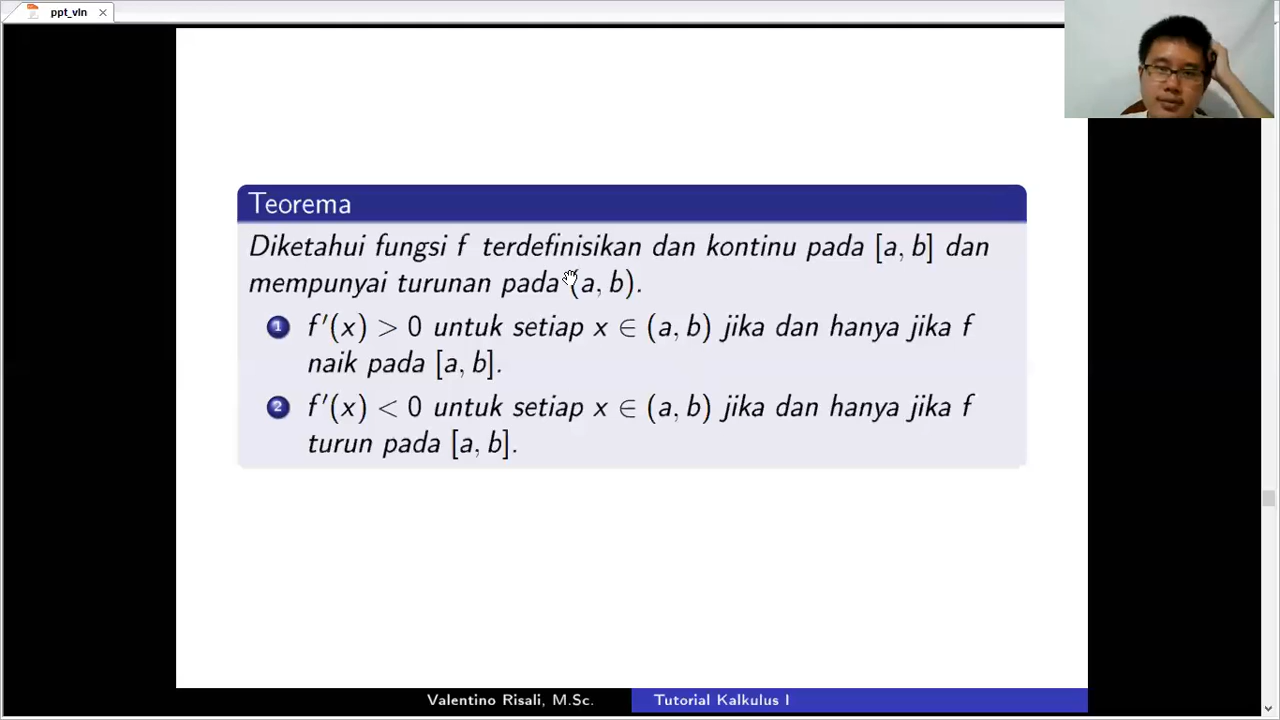 ppt_vln
Teorema
Diketahui fungsi f terdefinisikan dan kontinu pada [a, b] dan
mempunyai turunan pada (a, b).
1 f′(x) > 0 untuk setiap x ∈ (a, b) jika dan hanya jika f
naik pada [a, b].
2 f′(x) < 0 untuk setiap x ∈ (a, b) jika dan hanya jika f
turun pada [a, b].
Valentino Risali, M.Sc. Tutorial Kalkulus I